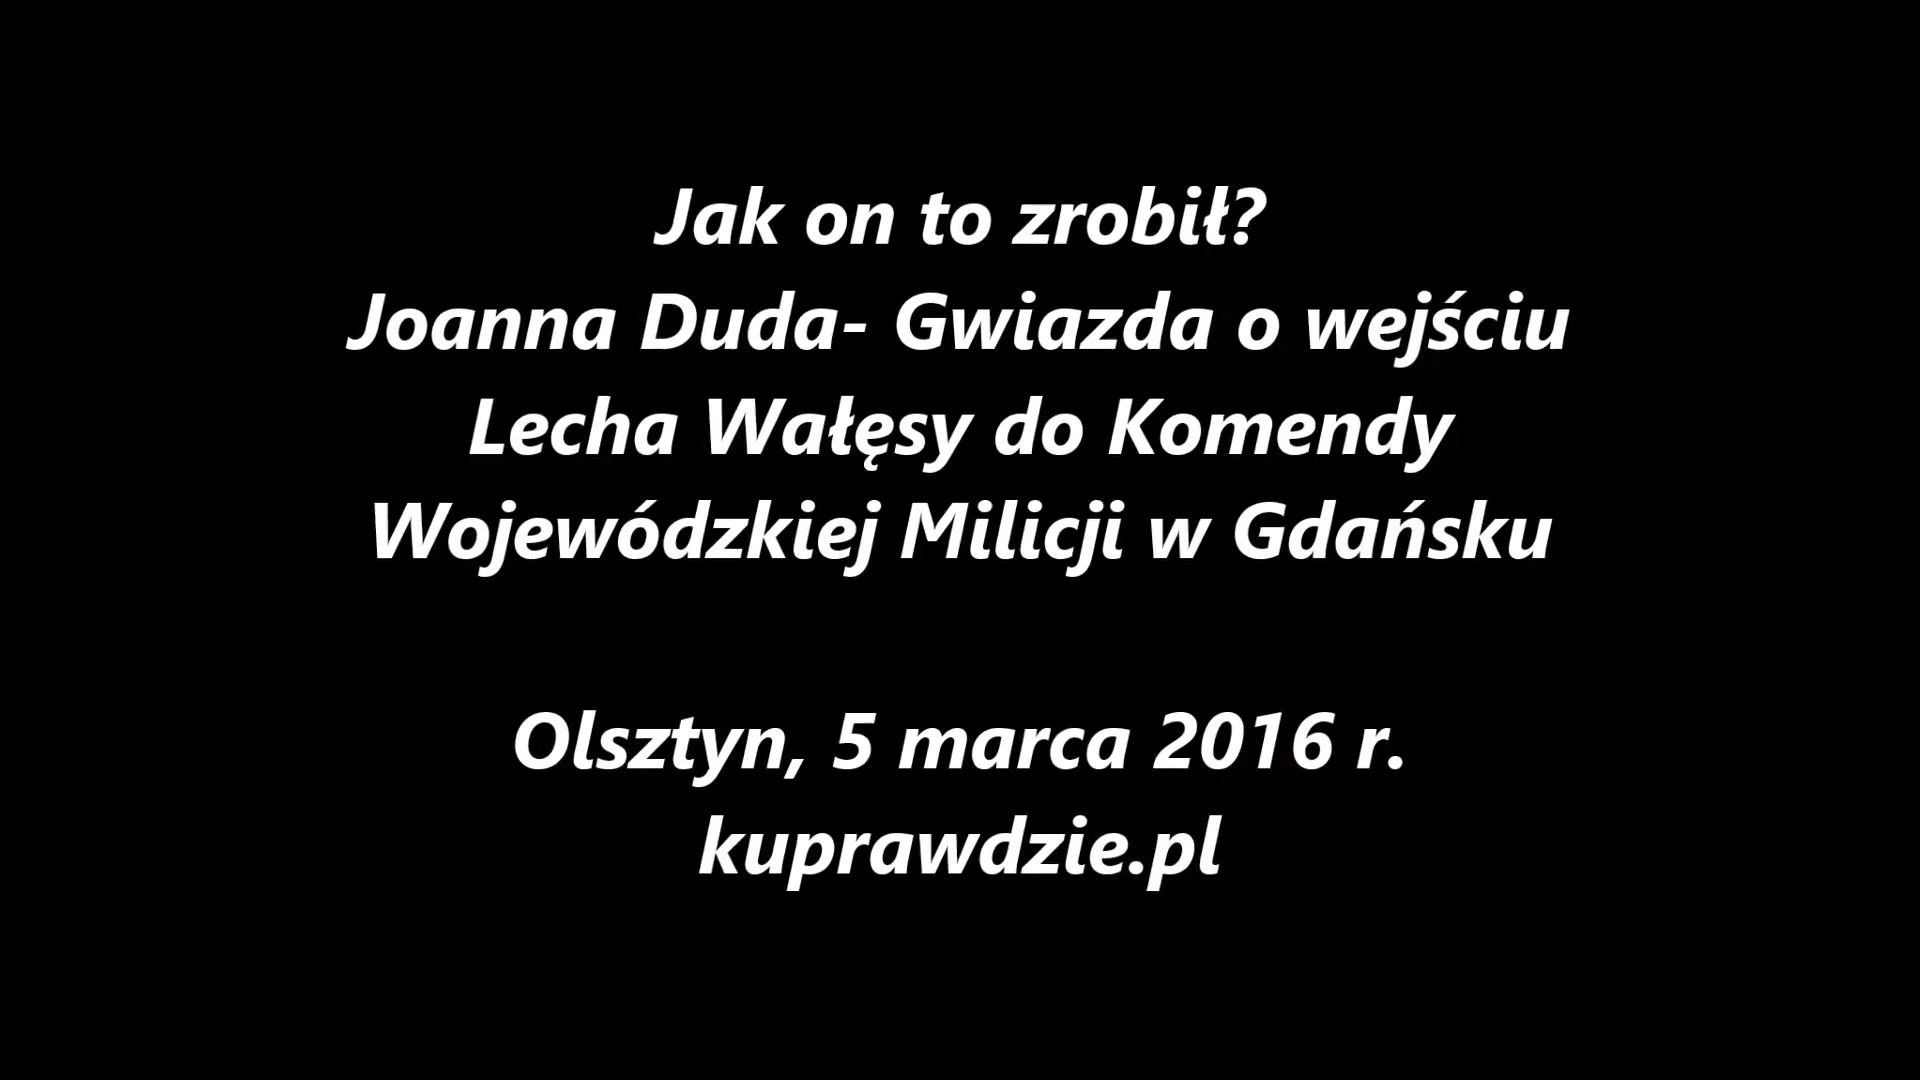 Jak on to zrobił?
Joanna Duda- Gwiazda o wejściu
Lecha Wałęsy do Komendy
Wojewódzkiej Milicji w Gdańsku
Olsztyn, 5 marca 2016 r.
kuprawdzie.pl